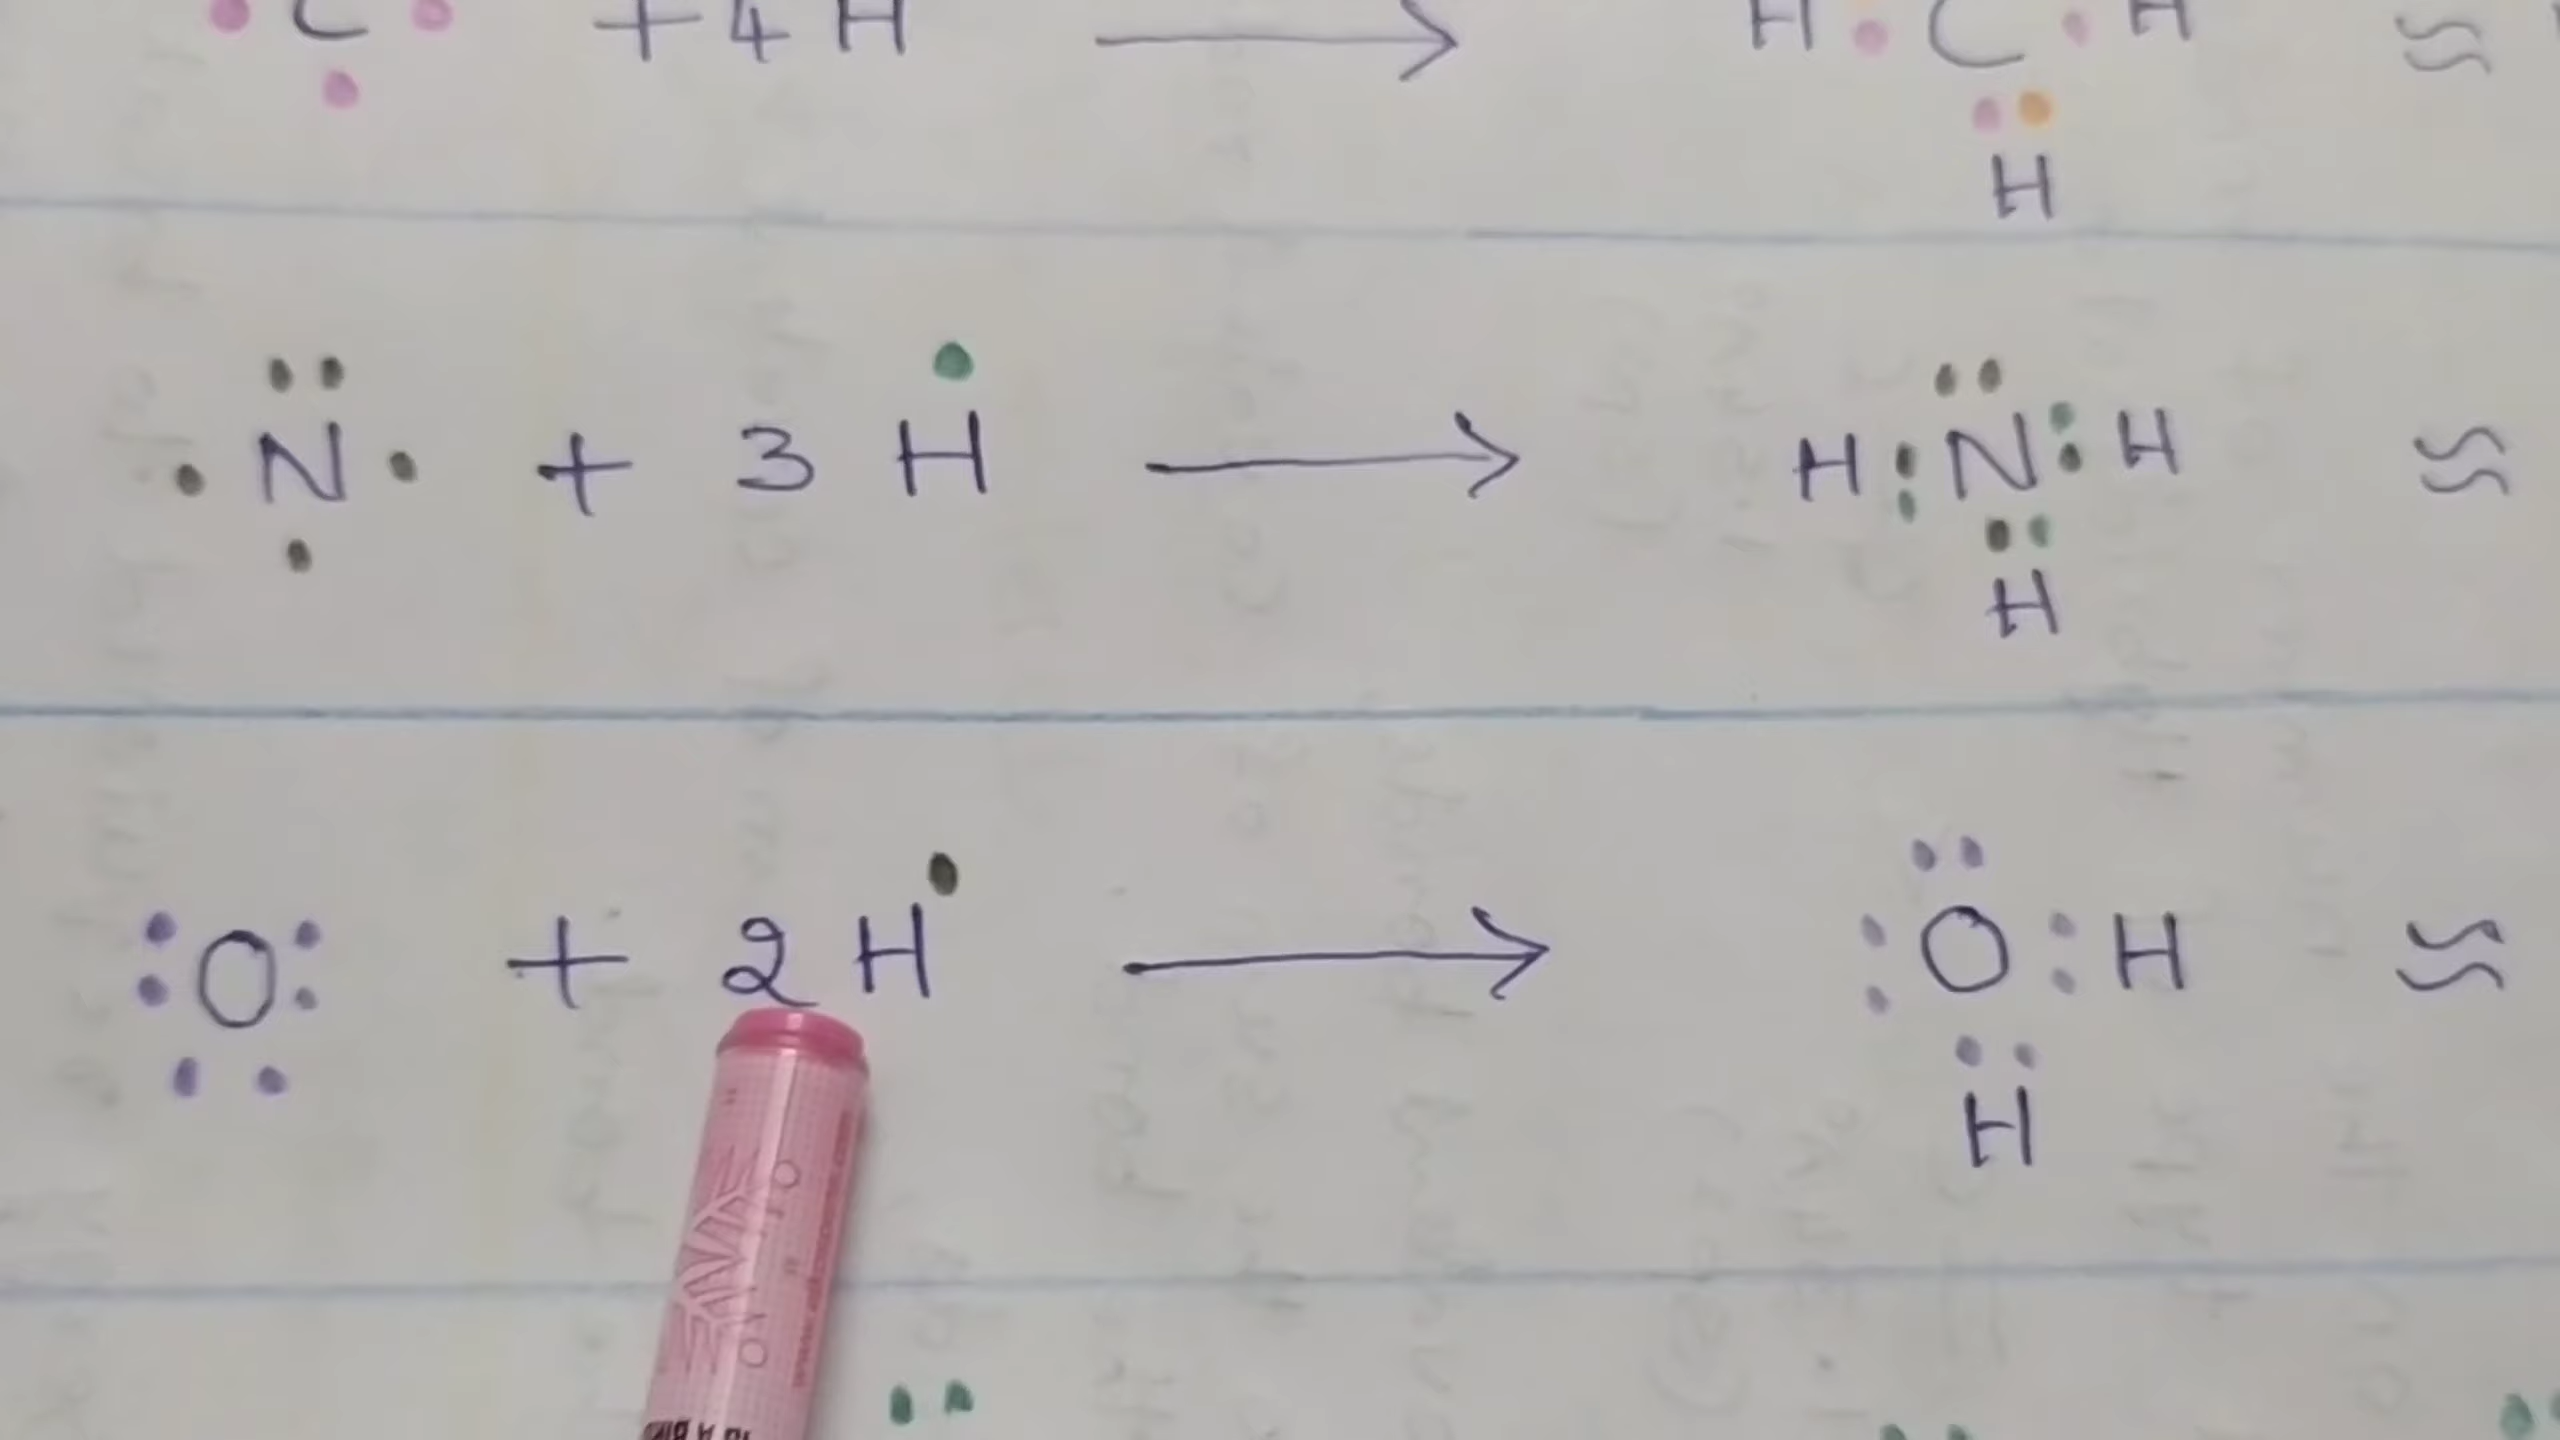 C + 4 H → H C H ≈
H
N + 3 H → H : N : H ≈
H
O + 2 H → : O : H ≈
H